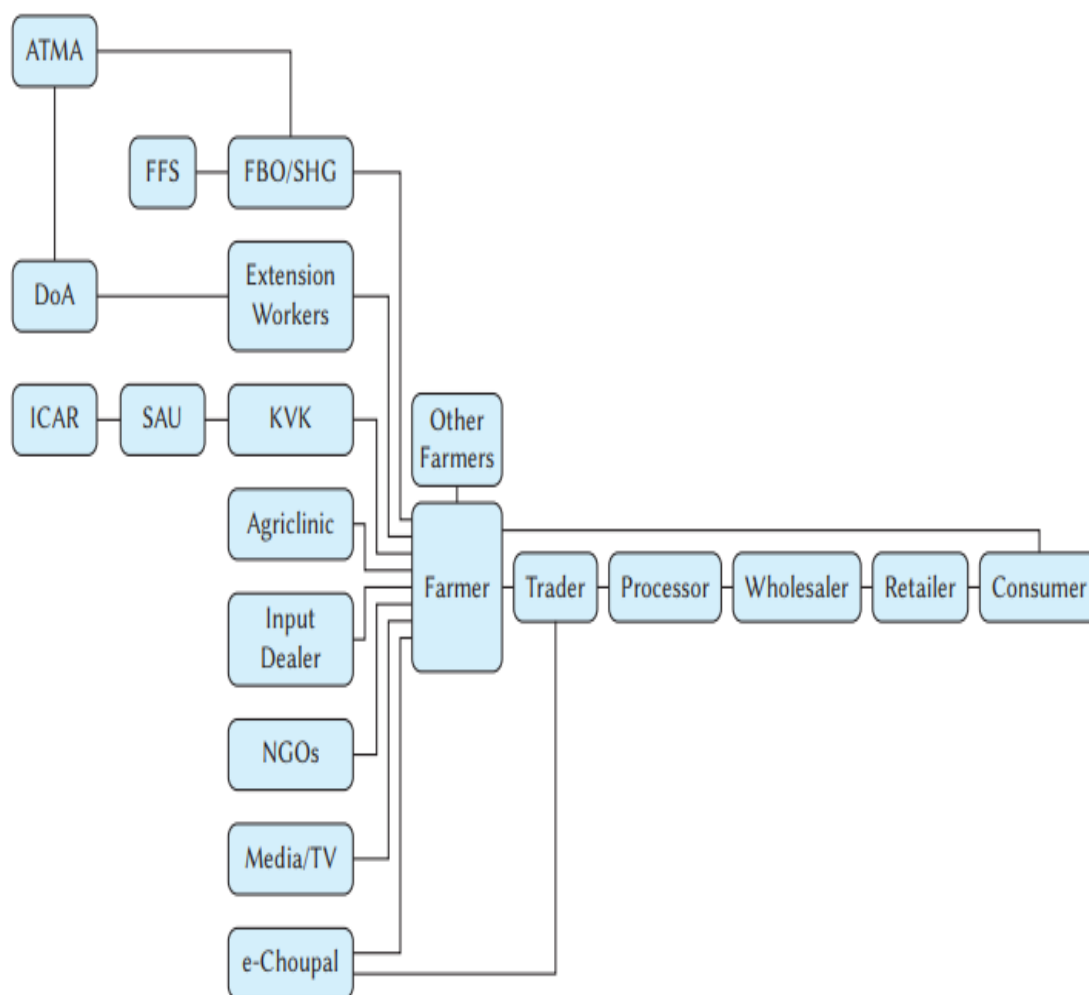 ATMA
FFS
FBO/SHG
DoA
Extension
Workers
ICAR
SAU
KVK
Other
Farmers
Agriclinic
Farmer
Trader
Processor
Wholesaler
Retailer
Consumer
Input
Dealer
NGOs
Media/TV
e-Choupal